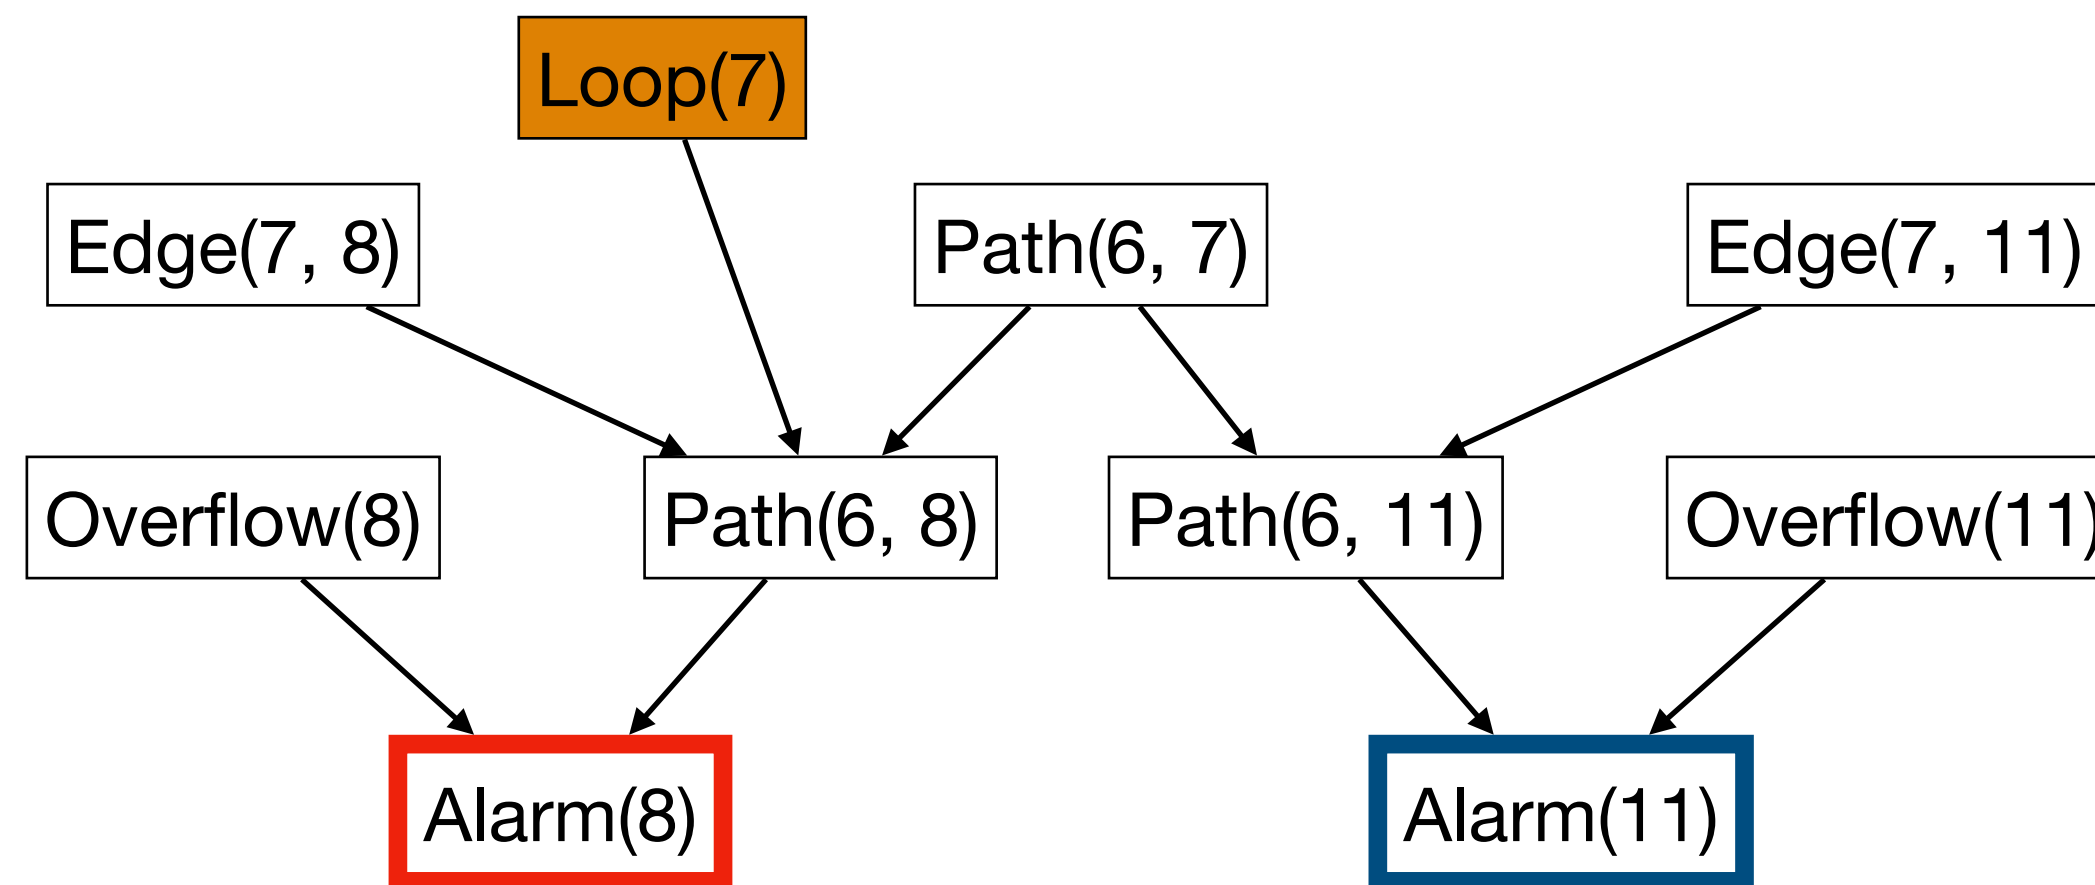 Loop(7)
Edge(7, 8)
Path(6, 7)
Edge(7, 11)
Overflow(8)
Path(6, 8)
Path(6, 11)
Overflow(11)
Alarm(8)
Alarm(11)